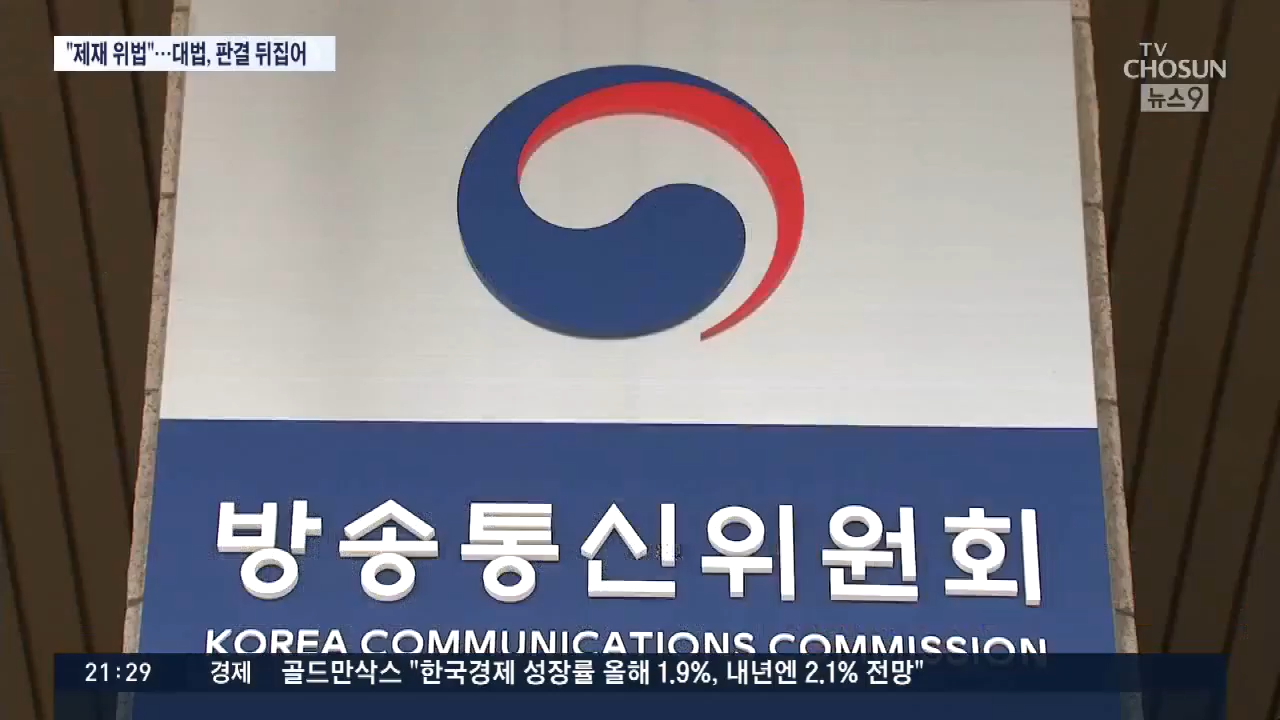 "제재 위법"…대법, 판결 뒤집어
TV
CHOSUN
뉴스9
방송통신위원회
KOREA COMMUNICATIONS COMMISSION
21:29 경제 골드만삭스 "한국경제 성장률 올해 1.9%, 내년엔 2.1% 전망"